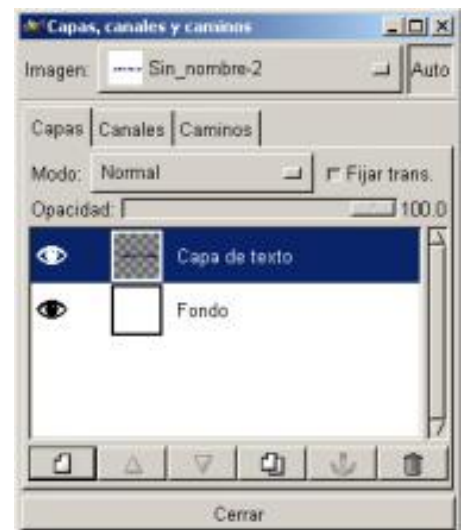 Capas, canales y caminos
Imagen: Sin_nombre-2 Auto
Capas Canales Caminos
Modo: Normal Fijar trans.
Opacidad: 100.0
Capa de texto
Fondo
Cerrar